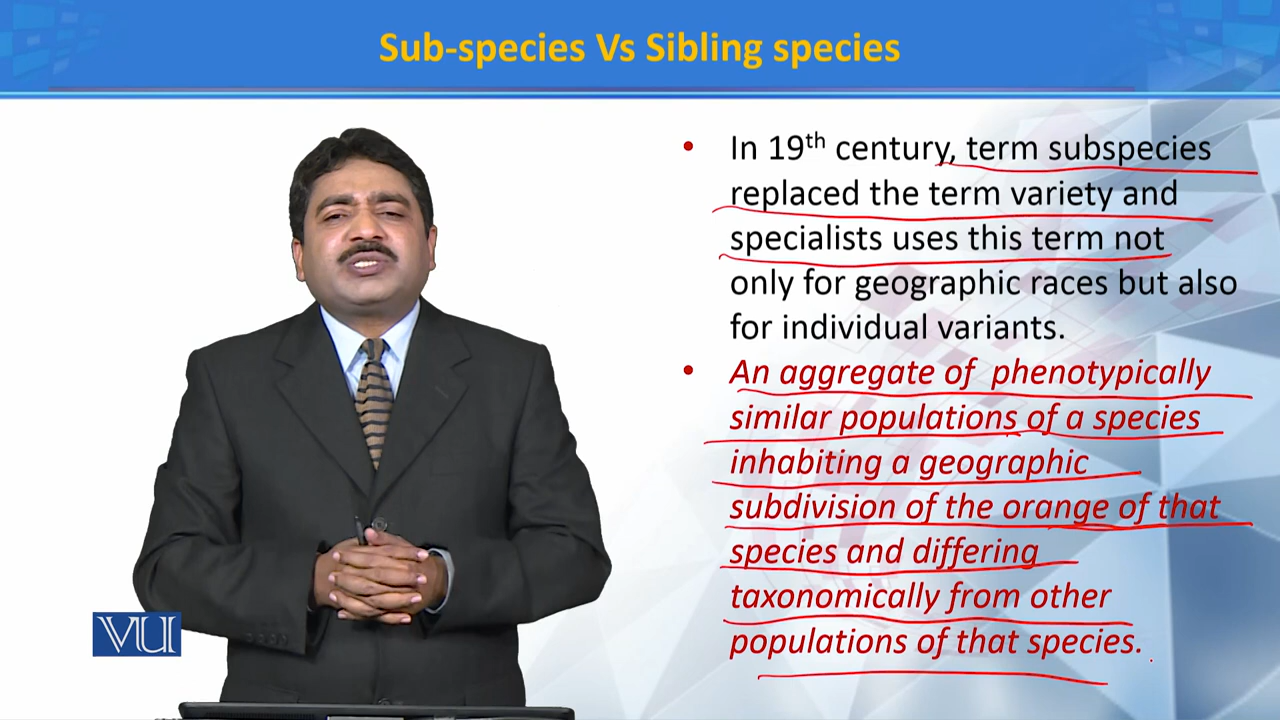 Sub-species Vs Sibling species
• In 19th century, term subspecies
replaced the term variety and
specialists uses this term not
only for geographic races but also
for individual variants.
• An aggregate of phenotypically
similar populations of a species
inhabiting a geographic
subdivision of the orange of that
species and differing
taxonomically from other
populations of that species.
VU